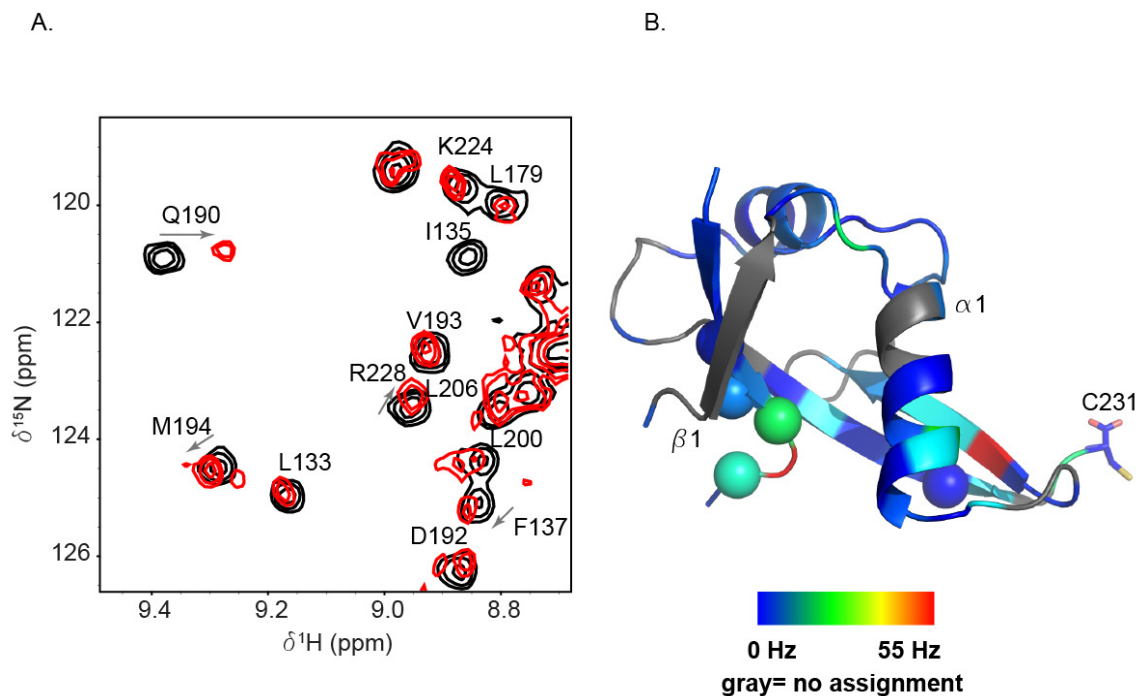 A.
B.
K224
L179
Q190
I135
V193
R228
L206
M194
L133
L200
F137
D192
120
122
124
126
δ15N (ppm)
9.4 9.2 9.0 8.8
δ1H (ppm)
α1
β1
C231
0 Hz 55 Hz
gray= no assignment